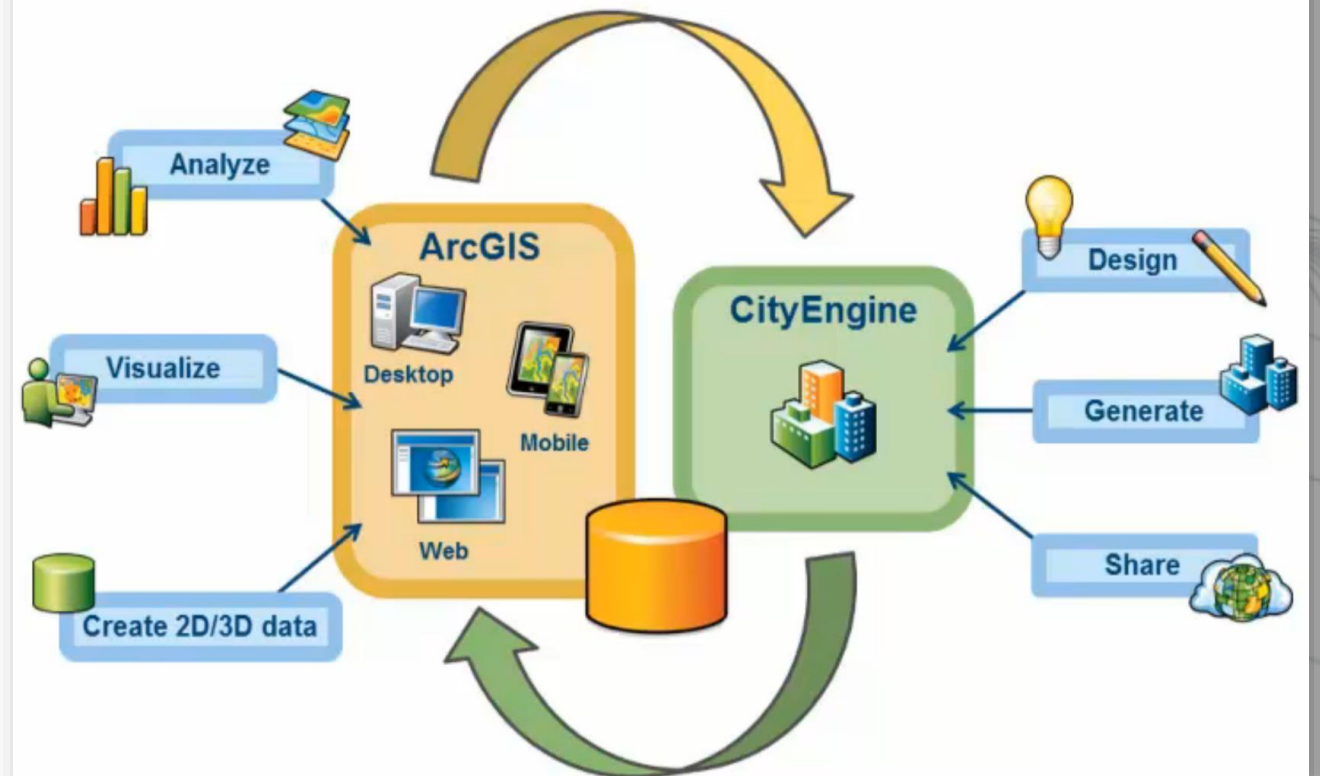 Analyze
ArcGIS
Desktop
Mobile
Web
Visualize
Create 2D/3D data
CityEngine
Design
Generate
Share